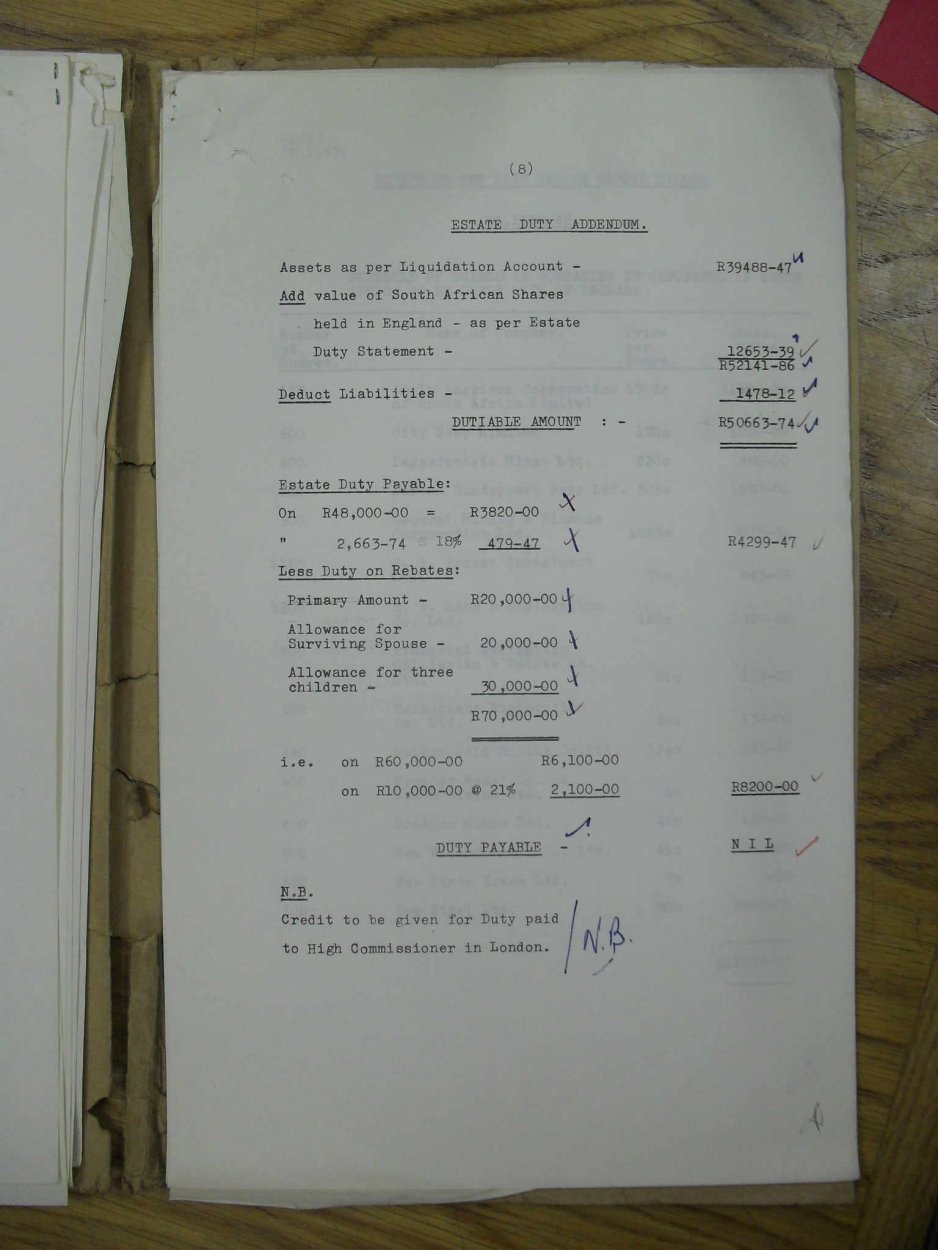 (8)
ESTATE DUTY ADDENDUM.
Assets as per Liquidation Account - R39488-47
Add value of South African Shares
held in England - as per Estate
Duty Statement - 12653-39
R52141-86
Deduct Liabilities - 1478-12
DUTIABLE AMOUNT : - R50663-74
Estate Duty Payable:
On R48,000-00 = R3820-00
" 2,663-74 @ 18% 479-47 R4299-47
Less Duty on Rebates:
Primary Amount - R20,000-00
Allowance for
Surviving Spouse - 20,000-00
Allowance for three
children - 30,000-00
R70,000-00
i.e. on R60,000-00 R6,100-00
on R10,000-00 @ 21% 2,100-00 R8200-00
DUTY PAYABLE - N I L
N.B.
Credit to be given for Duty paid
to High Commissioner in London. / N.B.